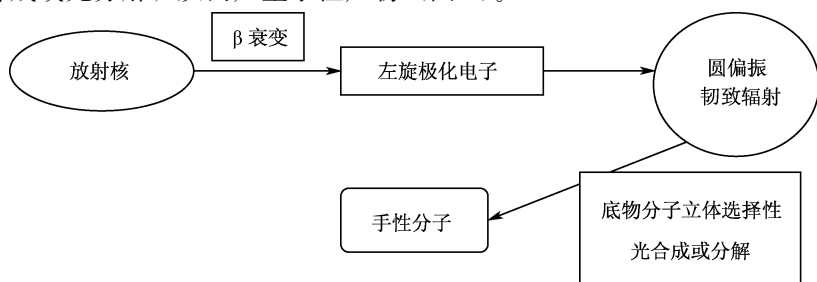 β 衰变
放射核
左旋极化电子
圆偏振
韧致辐射
手性分子
底物分子立体选择性
光合成或分解